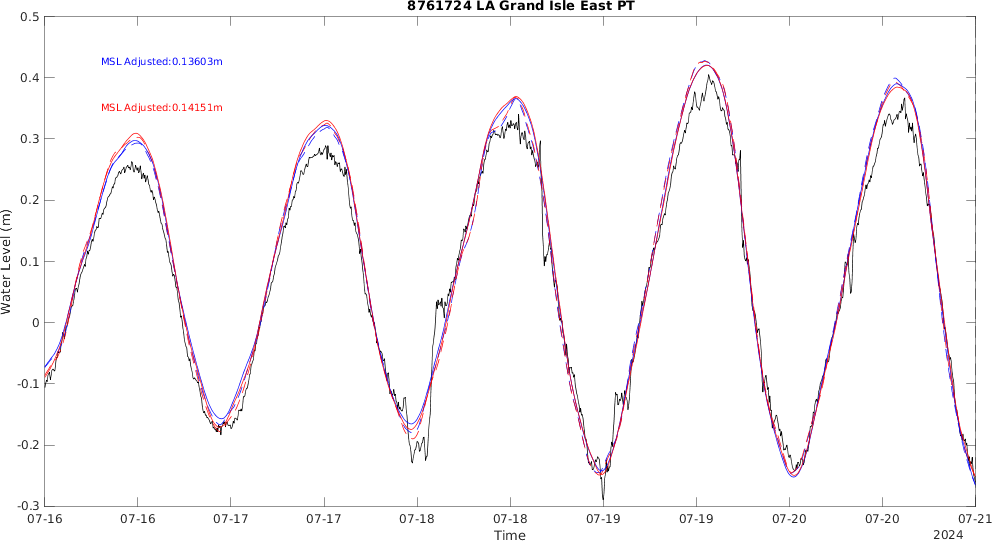 8761724 LA Grand Isle East PT
0.5
MSL Adjusted:0.13603m
0.4
MSL Adjusted:0.14151m
0.3
0.2
0.1
Water Level (m)
0
-0.1
-0.2
-0.3
07-16 07-16 07-17 07-17 07-18 07-18 07-19 07-19 07-20 07-20 07-21
Time
2024